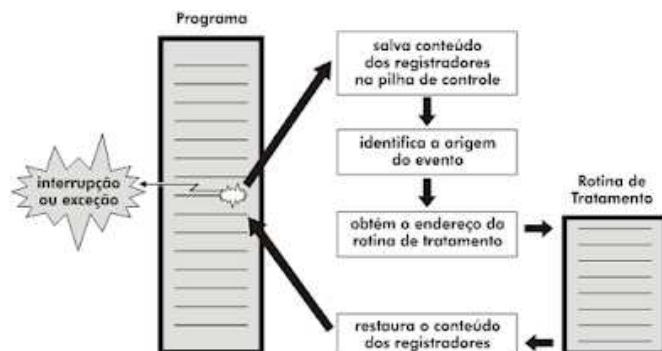 Programa
salva conteúdo
dos registradores
na pilha de controle
identifica a origem
do evento
interrupção
ou exceção
obtém o endereço da
rotina de tratamento
Rotina de
Tratamento
restaura o conteúdo
dos registradores